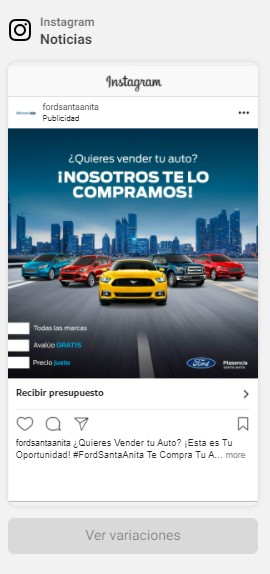 Instagram
Noticias
Instagram
fordsantaanita
Publicidad
¿Quieres vender tu auto?
¡NOSOTROS TE LO
COMPRAMOS!
Todas las marcas
Avalúo GRATIS
Precio justo
Ford
Plasencia
SANTA ANITA
Recibir presupuesto
fordsantaanita ¿Quieres Vender tu Auto? ¡Esta es Tu
Oportunidad! #FordSantaAnita Te Compra Tu A... more
Ver variaciones